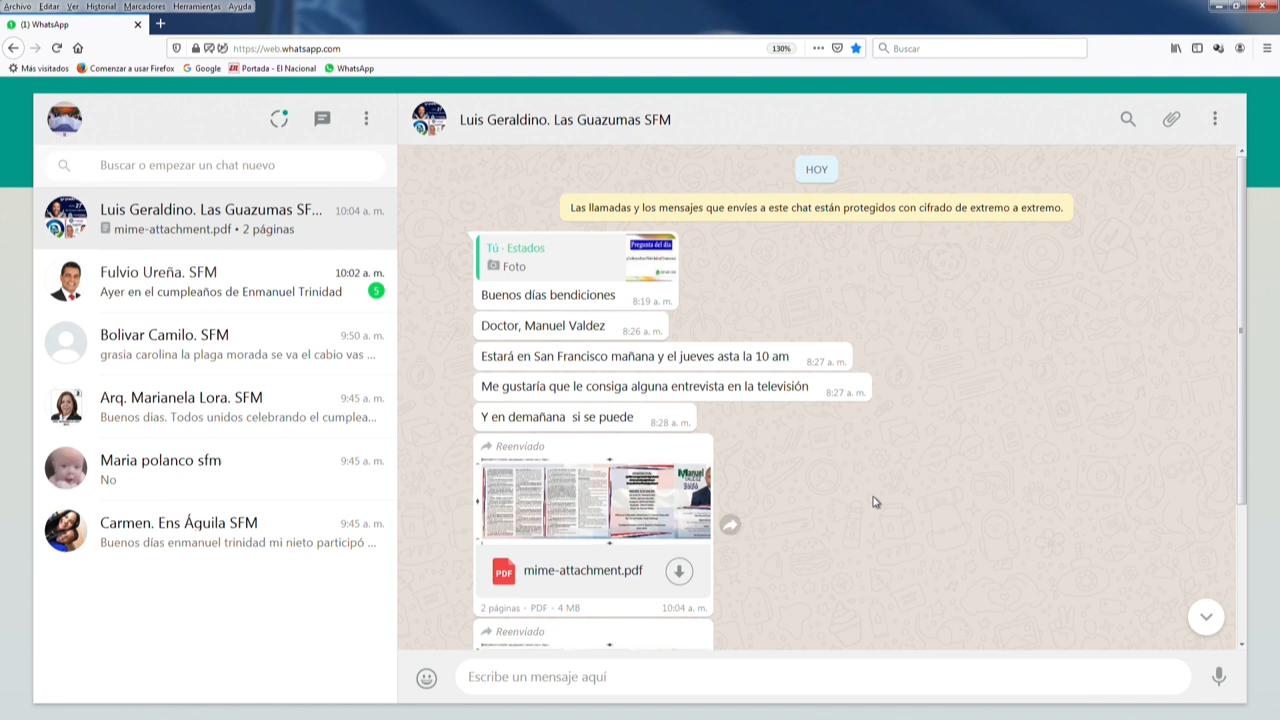 Archivo Editar Ver Historial Marcadores Herramientas Ayuda
(1) WhatsApp
https://web.whatsapp.com
130%
Buscar
Más visitados Comenzar a usar Firefox Google Portada - El Nacional WhatsApp
Luis Geraldino. Las Guazumas SFM
Buscar o empezar un chat nuevo
Luis Geraldino. Las Guazumas SF... 10:04 a. m.
mime-attachment.pdf • 2 páginas
Fulvio Ureña. SFM 10:02 a. m.
Ayer en el cumpleaños de Enmanuel Trinidad 5
Bolivar Camilo. SFM 9:50 a. m.
grasia carolina la plaga morada se va el cabio vas ...
Arq. Marianela Lora. SFM 9:45 a. m.
Buenos dias. Todos unidos celebrando el cumplea...
Maria polanco sfm 9:45 a. m.
No
Carmen. Ens Águila SFM 9:45 a. m.
Buenos días enmanuel trinidad mi nieto participó ...
HOY
Las llamadas y los mensajes que envíes a este chat están protegidos con cifrado de extremo a extremo.
Tú · Estados
Foto
Pregunta del día
Buenos días bendiciones 8:19 a. m.
Doctor, Manuel Valdez 8:26 a. m.
Estará en San Francisco mañana y el jueves asta la 10 am 8:27 a. m.
Me gustaría que le consiga alguna entrevista en la televisión 8:27 a. m.
Y en demañana si se puede 8:28 a. m.
Reenviado
Manuel
PDF mime-attachment.pdf
2 páginas · PDF · 4 MB 10:04 a. m.
Reenviado
Escribe un mensaje aquí